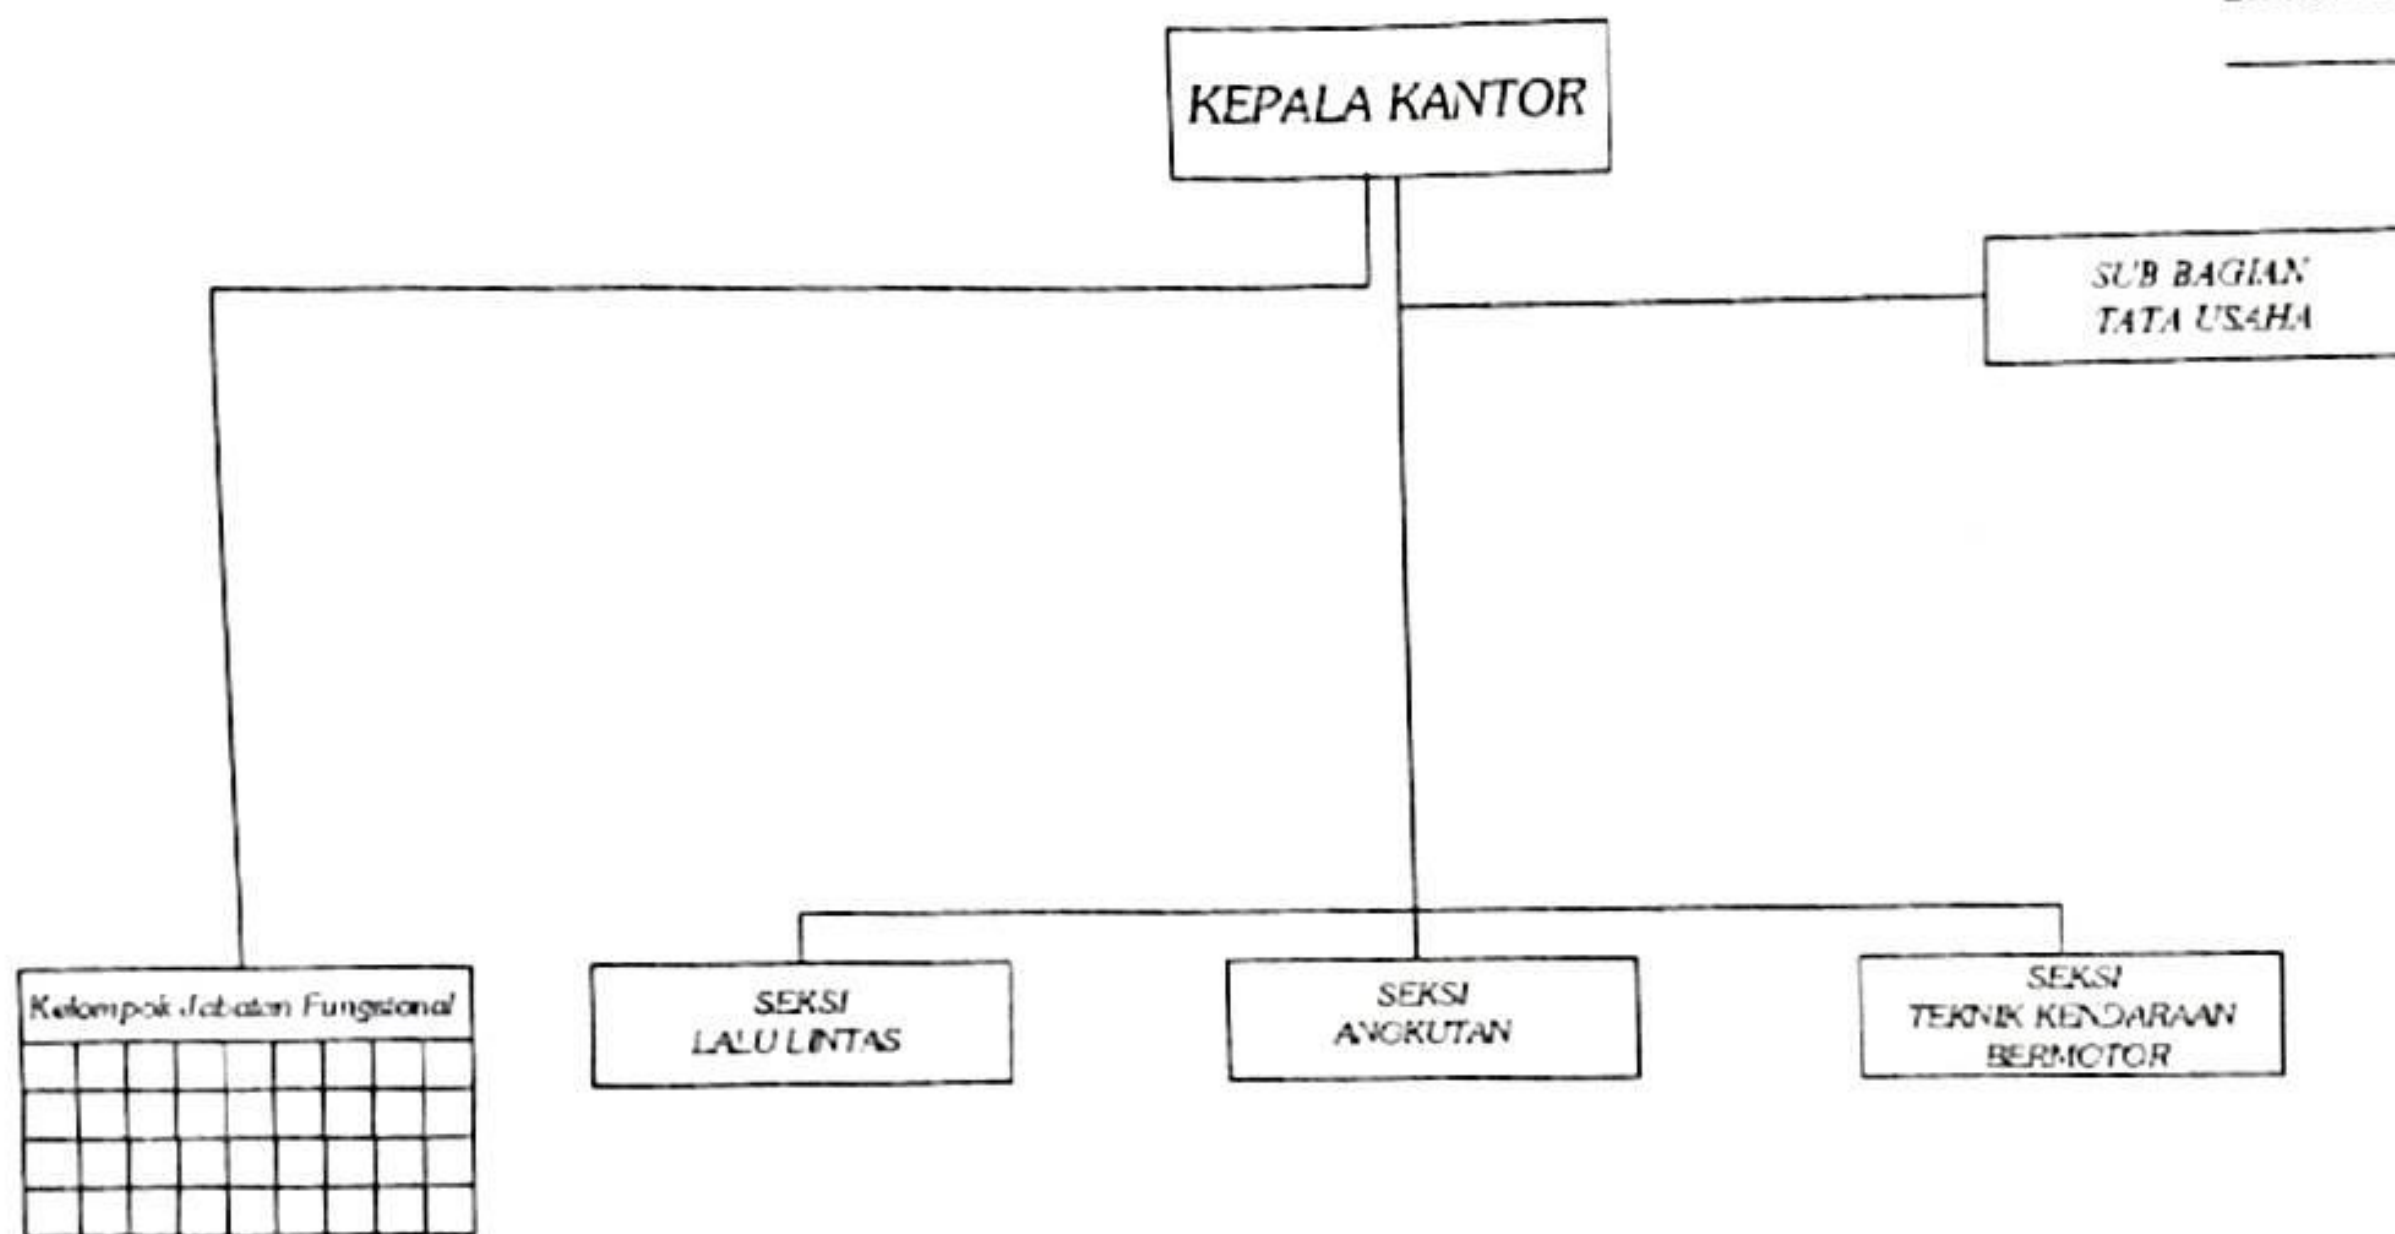 KEPALA KANTOR
SUB BAGIAN
TATA USAHA
Kelompok Jabatan Fungsional
SEKSI
LALU LINTAS
SEKSI
ANGKUTAN
SEKSI
TEKNIK KENDARAAN
BERMOTOR